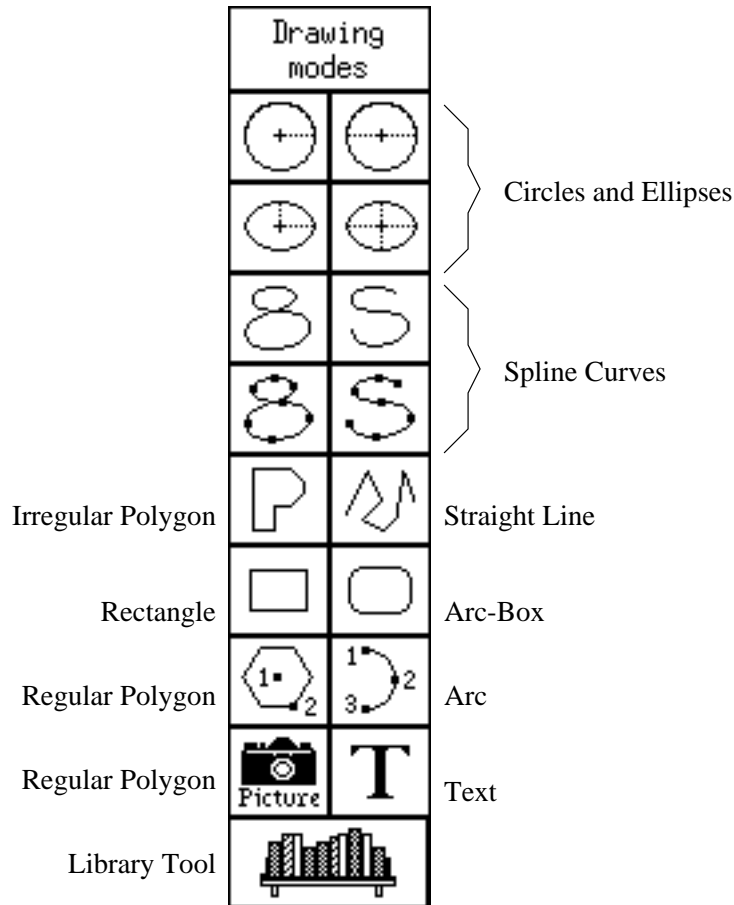 Drawing
modes
Circles and Ellipses
Spline Curves
Irregular Polygon
Straight Line
Rectangle
Arc-Box
Regular Polygon
1
2
1
2
3
Arc
Regular Polygon
Picture
T
Text
Library Tool